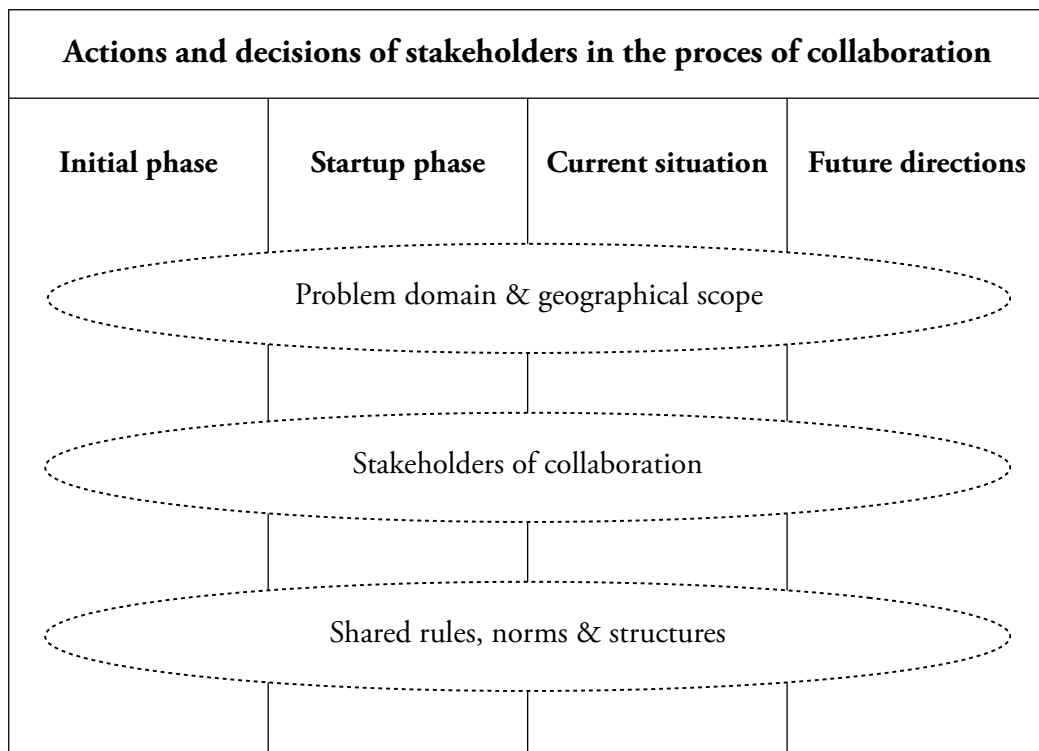 Actions and decisions of stakeholders in the proces of collaboration
Initial phase
Startup phase
Current situation
Future directions
Problem domain & geographical scope
Stakeholders of collaboration
Shared rules, norms & structures